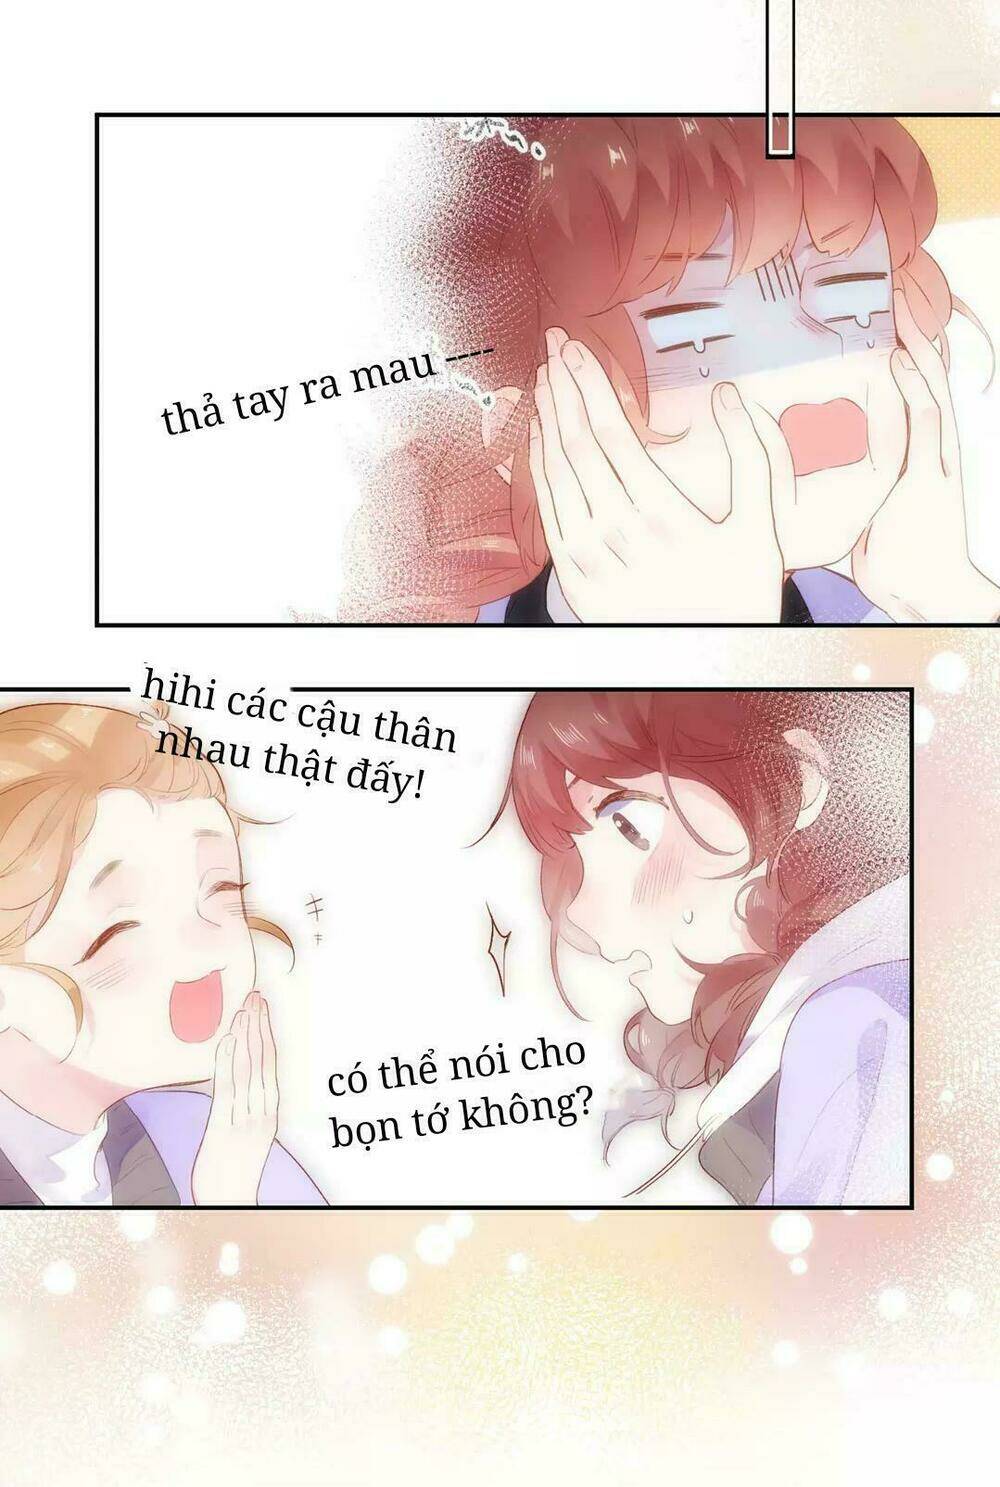 thả tay ra mau ----
hihi các cậu thân
nhau thật đấy!
có thể nói cho
bọn tớ không?